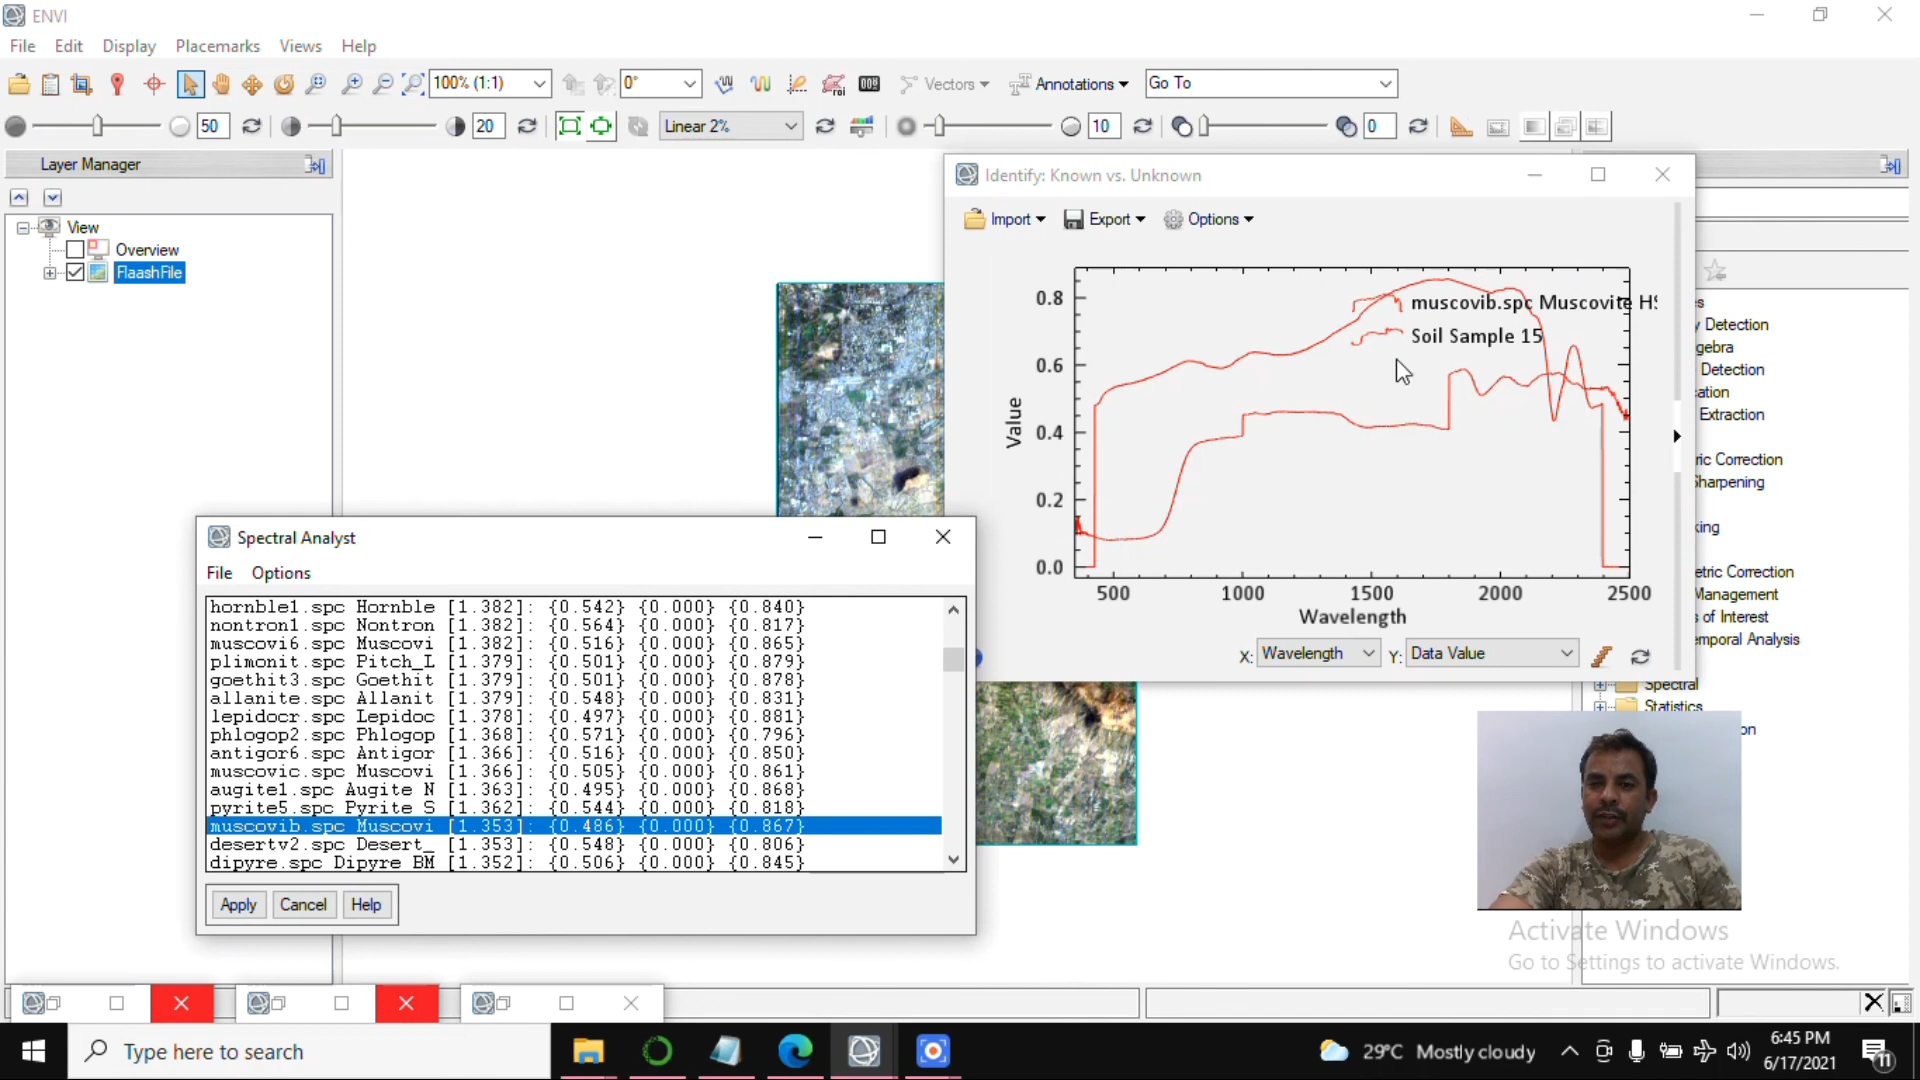 ENVI
File Edit Display Placemarks Views Help
100% (1:1) 0° Vectors Annotations Go To
50 20 Linear 2% 10 0
Layer Manager
View
Overview
FlaashFile
Identify: Known vs. Unknown
Import Export Options
muscovib.spc Muscovite HS
Soil Sample 15
0.8
0.6
0.4
0.2
0.0
Value
500 1000 1500 2000 2500
Wavelength
X: Wavelength Y: Data Value
Detection
Detection
Extraction
Correction
Management
of Interest
Analysis
Spectral
Statistics
Spectral Analyst
File Options
hornble1.spc Hornble [1.382]: {0.542} {0.000} {0.840}
nontron1.spc Nontron [1.382]: {0.564} {0.000} {0.817}
muscovi6.spc Muscovi [1.382]: {0.516} {0.000} {0.865}
plimonit.spc Pitch_L [1.379]: {0.501} {0.000} {0.879}
goethit3.spc Goethit [1.379]: {0.501} {0.000} {0.878}
allanite.spc Allanit [1.379]: {0.548} {0.000} {0.831}
lepidocr.spc Lepidoc [1.378]: {0.497} {0.000} {0.881}
phlogop2.spc Phlogop [1.368]: {0.571} {0.000} {0.796}
antigor6.spc Antigor [1.366]: {0.516} {0.000} {0.850}
muscovic.spc Muscovi [1.366]: {0.505} {0.000} {0.861}
augite1.spc Augite N [1.363]: {0.495} {0.000} {0.868}
pyrite5.spc Pyrite S [1.362]: {0.544} {0.000} {0.818}
muscovib.spc Muscovi [1.353]: {0.486} {0.000} {0.867}
desertv2.spc Desert_ [1.353]: {0.548} {0.000} {0.806}
dipyre.spc Dipyre BM [1.352]: {0.506} {0.000} {0.845}
Apply Cancel Help
Activate Windows
Go to Settings to activate Windows.
Type here to search
29°C Mostly cloudy
6:45 PM
6/17/2021
11